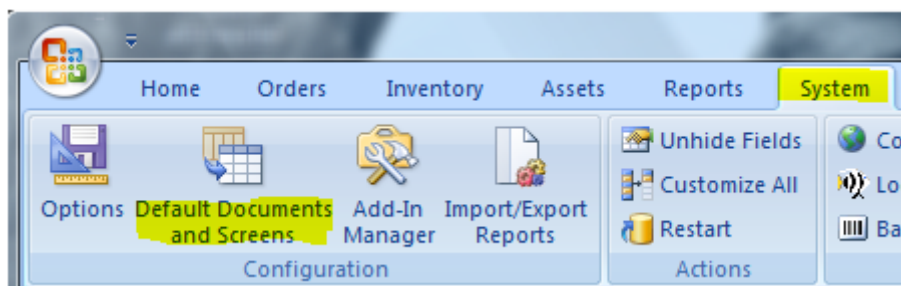 Home Orders Inventory Assets Reports System
Unhide Fields
Customize All
Options Default Documents and Screens Add-In Manager Import/Export Reports
Restart
Configuration Actions